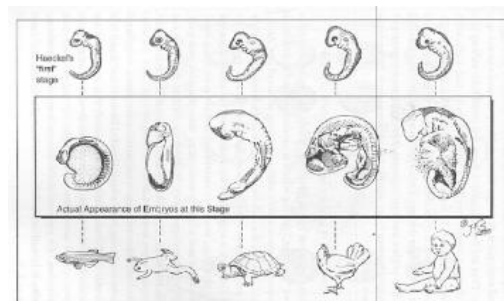 Haeckel's
"first"
stage
Actual Appearance of Embryos at this Stage